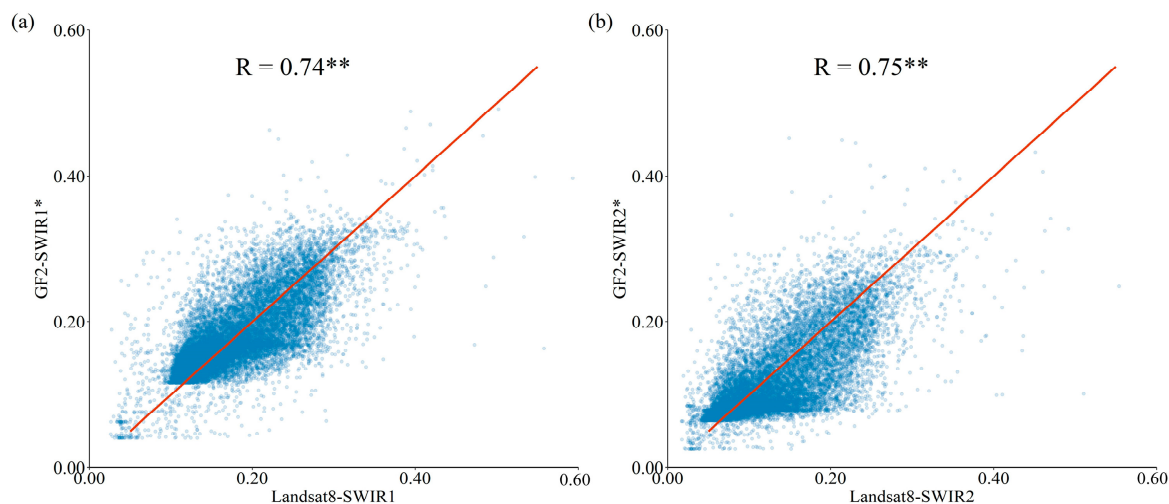 (a)
0.60
R = 0.74**
0.40
GF2-SWIR1*
0.20
0.00
0.00 0.20 0.40 0.60
Landsat8-SWIR1
(b)
0.60
R = 0.75**
0.40
GF2-SWIR2*
0.20
0.00
0.00 0.20 0.40 0.60
Landsat8-SWIR2